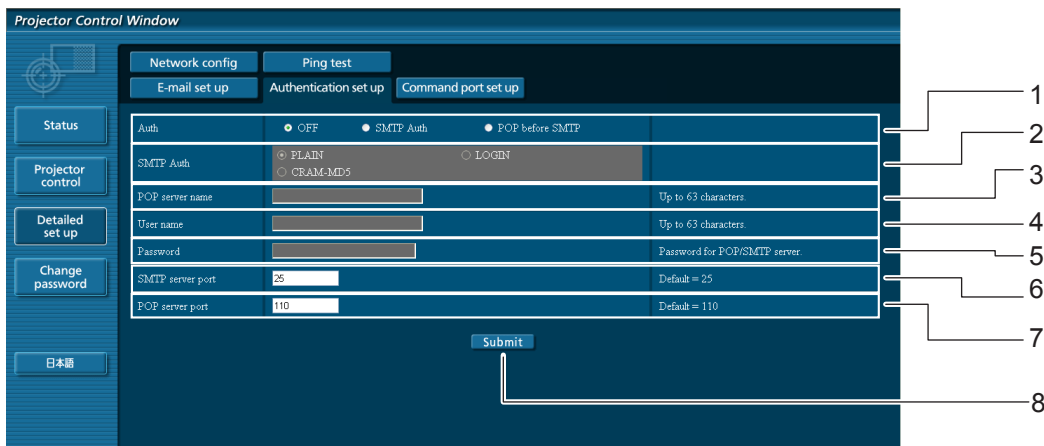 Projector Control Window
Network config Ping test
E-mail set up Authentication set up Command port set up
Status
Projector control
Detailed set up
Change password
日本語
Auth OFF SMTP Auth POP before SMTP 1
SMTP Auth PLAIN LOGIN 2
CRAM-MD5
POP server name Up to 63 characters. 3
User name Up to 63 characters. 4
Password Password for POP/SMTP server. 5
SMTP server port 25 Default = 25 6
POP server port 110 Default = 110 7
Submit 8